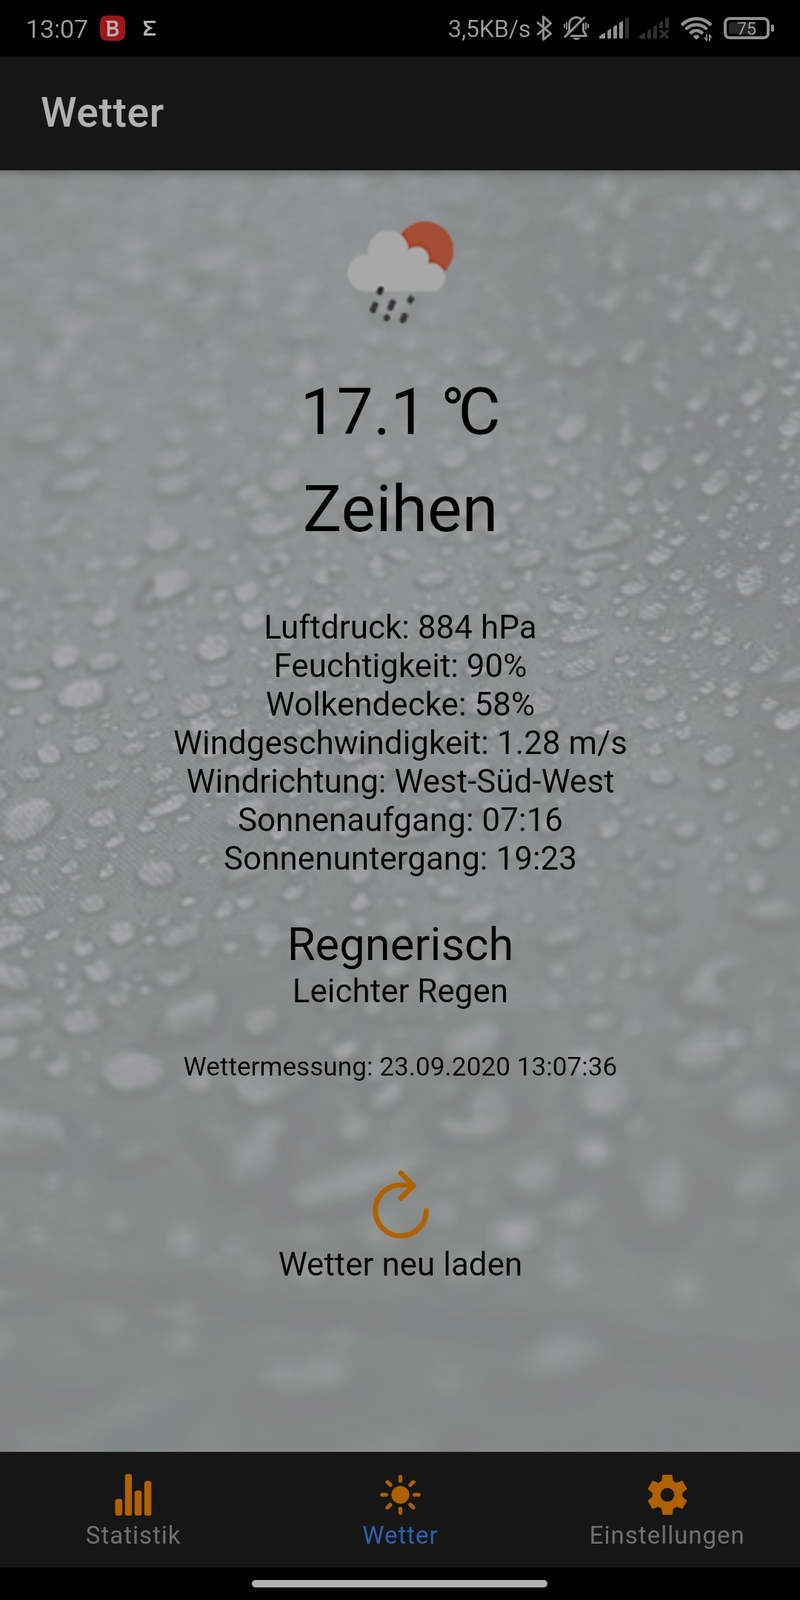 13:07 B Σ 3,5KB/s 75
Wetter
17.1 °C
Zeihen
Luftdruck: 884 hPa
Feuchtigkeit: 90%
Wolkendecke: 58%
Windgeschwindigkeit: 1.28 m/s
Windrichtung: West-Süd-West
Sonnenaufgang: 07:16
Sonnenuntergang: 19:23
Regnerisch
Leichter Regen
Wettermessung: 23.09.2020 13:07:36
Wetter neu laden
Statistik Wetter Einstellungen